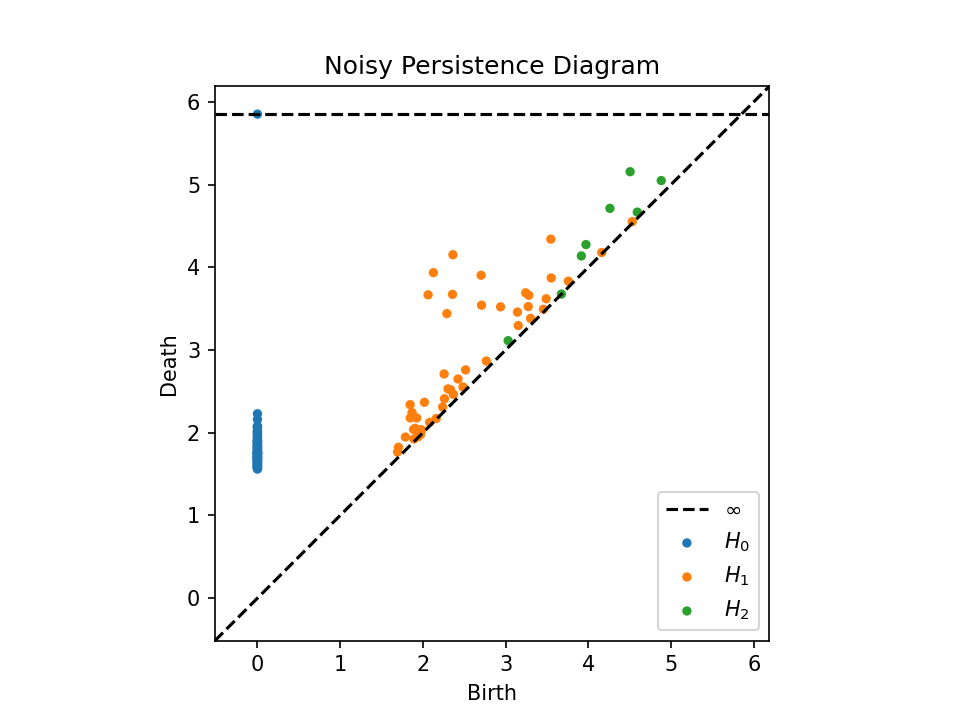 Noisy Persistence Diagram
Death
6
5
4
3
2
1
0
∞
H₀
H₁
H₂
0 1 2 3 4 5 6
Birth